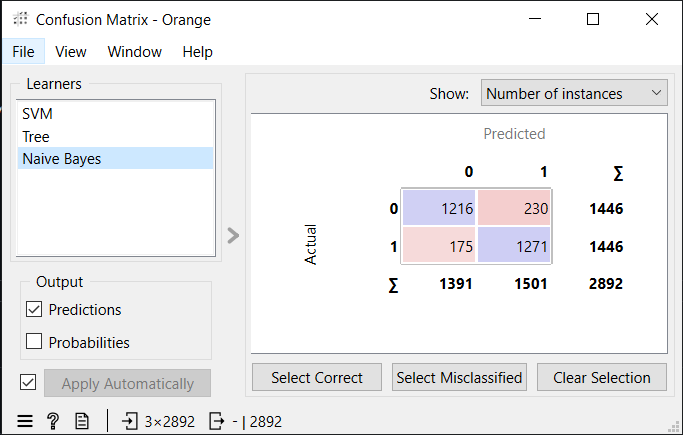 Confusion Matrix - Orange
File View Window Help
Learners
SVM
Tree
Naive Bayes
Output
Predictions
Probabilities
Apply Automatically
Show: Number of instances
Predicted
0 1 ∑
Actual
0 1216 230 1446
1 175 1271 1446
∑ 1391 1501 2892
Select Correct Select Misclassified Clear Selection
? 3×2892 - | 2892